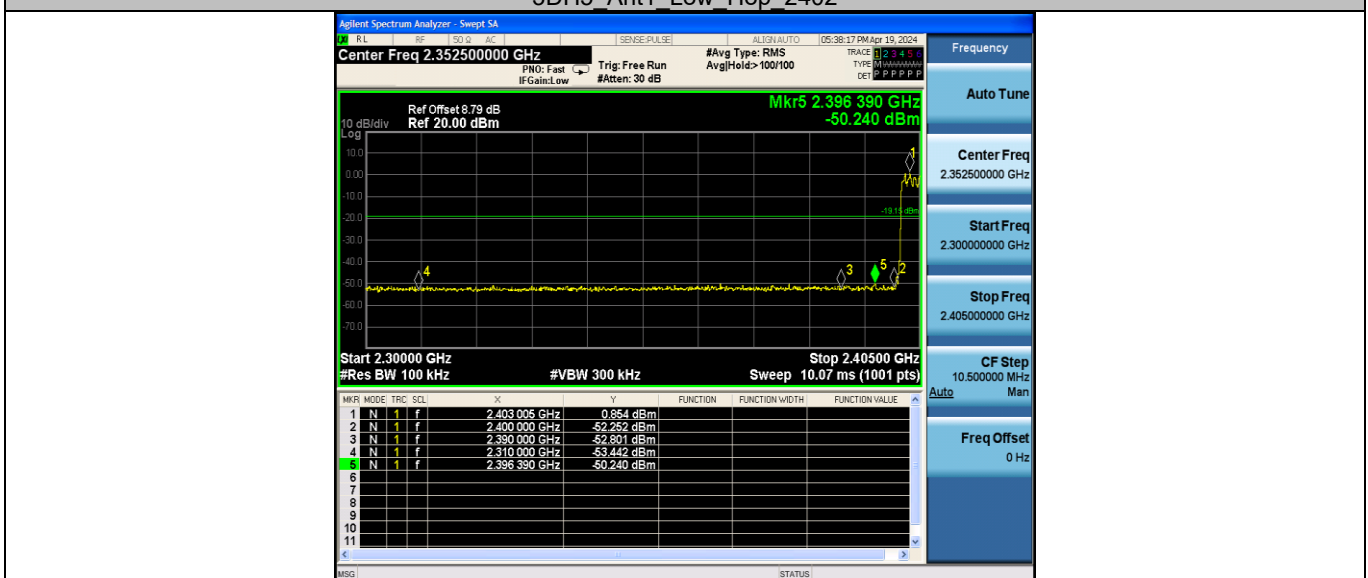 3DH5_Ant1_Low_Hop_2402
Agilent Spectrum Analyzer - Swept SA
RL RF 50 Ω AC SENSE:PULSE ALIGNAUTO 05:38:17 PM Apr 19, 2024
Center Freq 2.352500000 GHz
PNO: Fast
IFGain:Low
Trig: Free Run
#Atten: 30 dB
#Avg Type: RMS
Avg|Hold:> 100/100
TRACE 1 2 3 4 5 6
TYPE M
DET P P P P P P
Ref Offset 8.79 dB
10 dB/div Ref 20.00 dBm
Log
Mkr5 2.396 390 GHz
-50.240 dBm
10.0
0.00
-10.0
-20.0
-30.0
-40.0
-50.0
-60.0
-70.0
-19.15 dBm
1
4
3
5
2
Start 2.30000 GHz Stop 2.40500 GHz
#Res BW 100 kHz #VBW 300 kHz Sweep 10.07 ms (1001 pts)
MKR MODE TRC SCL X Y FUNCTION FUNCTION WIDTH FUNCTION VALUE
1 N 1 f 2.403 005 GHz 0.854 dBm
2 N 1 f 2.400 000 GHz -52.252 dBm
3 N 1 f 2.390 000 GHz -52.801 dBm
4 N 1 f 2.310 000 GHz -53.442 dBm
5 N 1 f 2.396 390 GHz -50.240 dBm
6
7
8
9
10
11
MSG STATUS
Frequency
Auto Tune
Center Freq
2.352500000 GHz
Start Freq
2.300000000 GHz
Stop Freq
2.405000000 GHz
CF Step
10.500000 MHz
Auto Man
Freq Offset
0 Hz